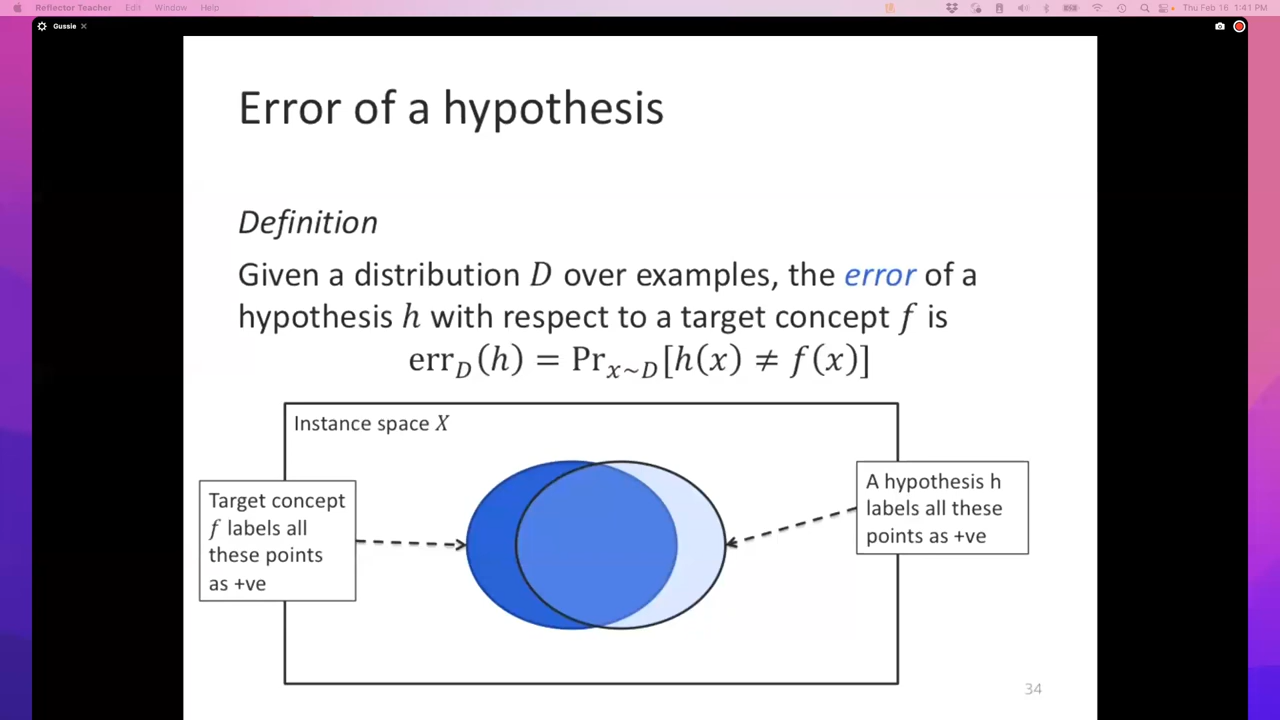 Reflector Teacher Edit Window Help Thu Feb 16 1:41 PM
Gussie
Error of a hypothesis
Definition
Given a distribution D over examples, the error of a
hypothesis h with respect to a target concept f is
err_D(h) = Pr_{x~D}[h(x) ≠ f(x)]
Instance space X
Target concept
f labels all
these points
as +ve
A hypothesis h
labels all these
points as +ve
34